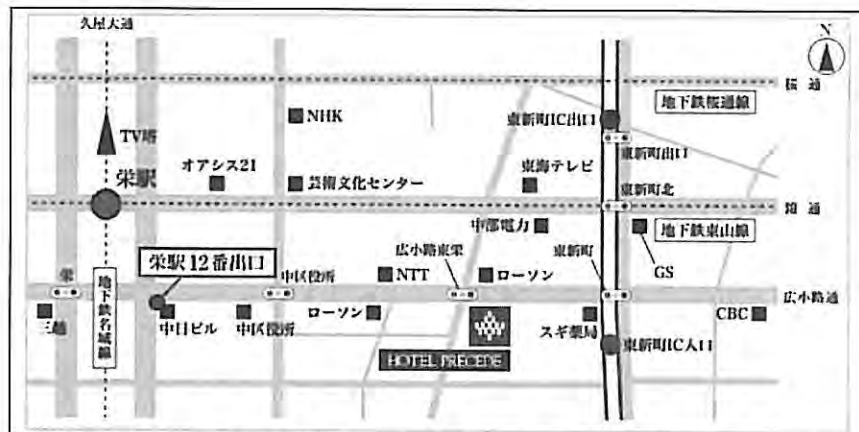 久屋大通
N
桜 通
地下鉄桜通線
NHK
東新町IC出口
TV塔
東新町出口
栄駅
オアシス21
東海テレビ
芸術文化センター
東新町北
錦 通
中部電力
地下鉄東山線
栄駅12番出口
中区役所
広小路東栄
東新町
栄
NTT
ローソン
GS
地下鉄名城線
広小路通
三越
中日ビル
中区役所
ローソン
スギ薬局
CBC
東新町IC入口
HOTEL PRECEDE